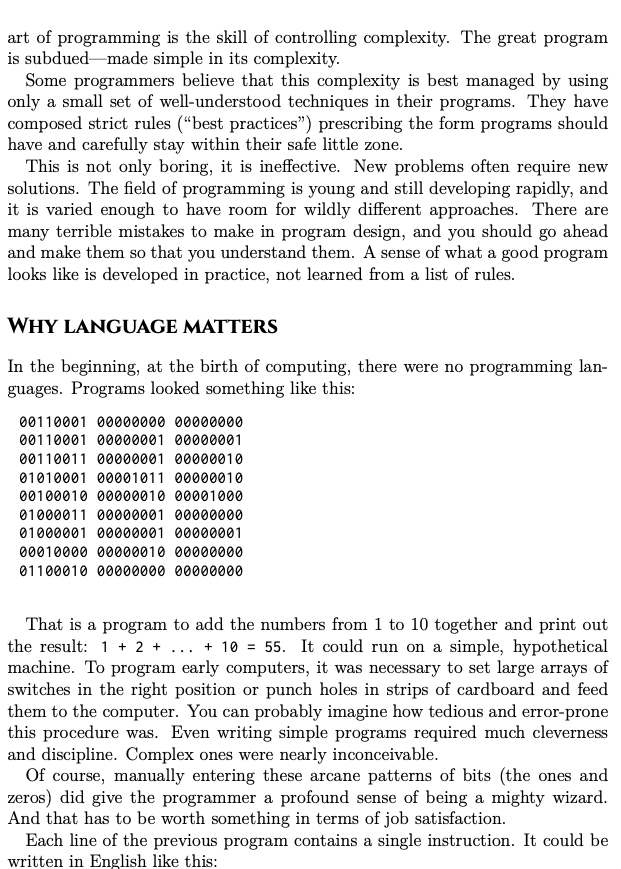 art of programming is the skill of controlling complexity. The great program
is subdued—made simple in its complexity.
Some programmers believe that this complexity is best managed by using
only a small set of well-understood techniques in their programs. They have
composed strict rules (“best practices”) prescribing the form programs should
have and carefully stay within their safe little zone.
This is not only boring, it is ineffective. New problems often require new
solutions. The field of programming is young and still developing rapidly, and
it is varied enough to have room for wildly different approaches. There are
many terrible mistakes to make in program design, and you should go ahead
and make them so that you understand them. A sense of what a good program
looks like is developed in practice, not learned from a list of rules.
Why language matters
In the beginning, at the birth of computing, there were no programming lan-
guages. Programs looked something like this:
00110001 00000000 00000000
00110001 00000001 00000001
00110011 00000001 00000010
01010001 00001011 00000010
00100010 00000010 00001000
01000011 00000001 00000000
01000001 00000001 00000001
00010000 00000010 00000000
01100010 00000000 00000000
That is a program to add the numbers from 1 to 10 together and print out
the result: 1 + 2 + ... + 10 = 55. It could run on a simple, hypothetical
machine. To program early computers, it was necessary to set large arrays of
switches in the right position or punch holes in strips of cardboard and feed
them to the computer. You can probably imagine how tedious and error-prone
this procedure was. Even writing simple programs required much cleverness
and discipline. Complex ones were nearly inconceivable.
Of course, manually entering these arcane patterns of bits (the ones and
zeros) did give the programmer a profound sense of being a mighty wizard.
And that has to be worth something in terms of job satisfaction.
Each line of the previous program contains a single instruction. It could be
written in English like this: